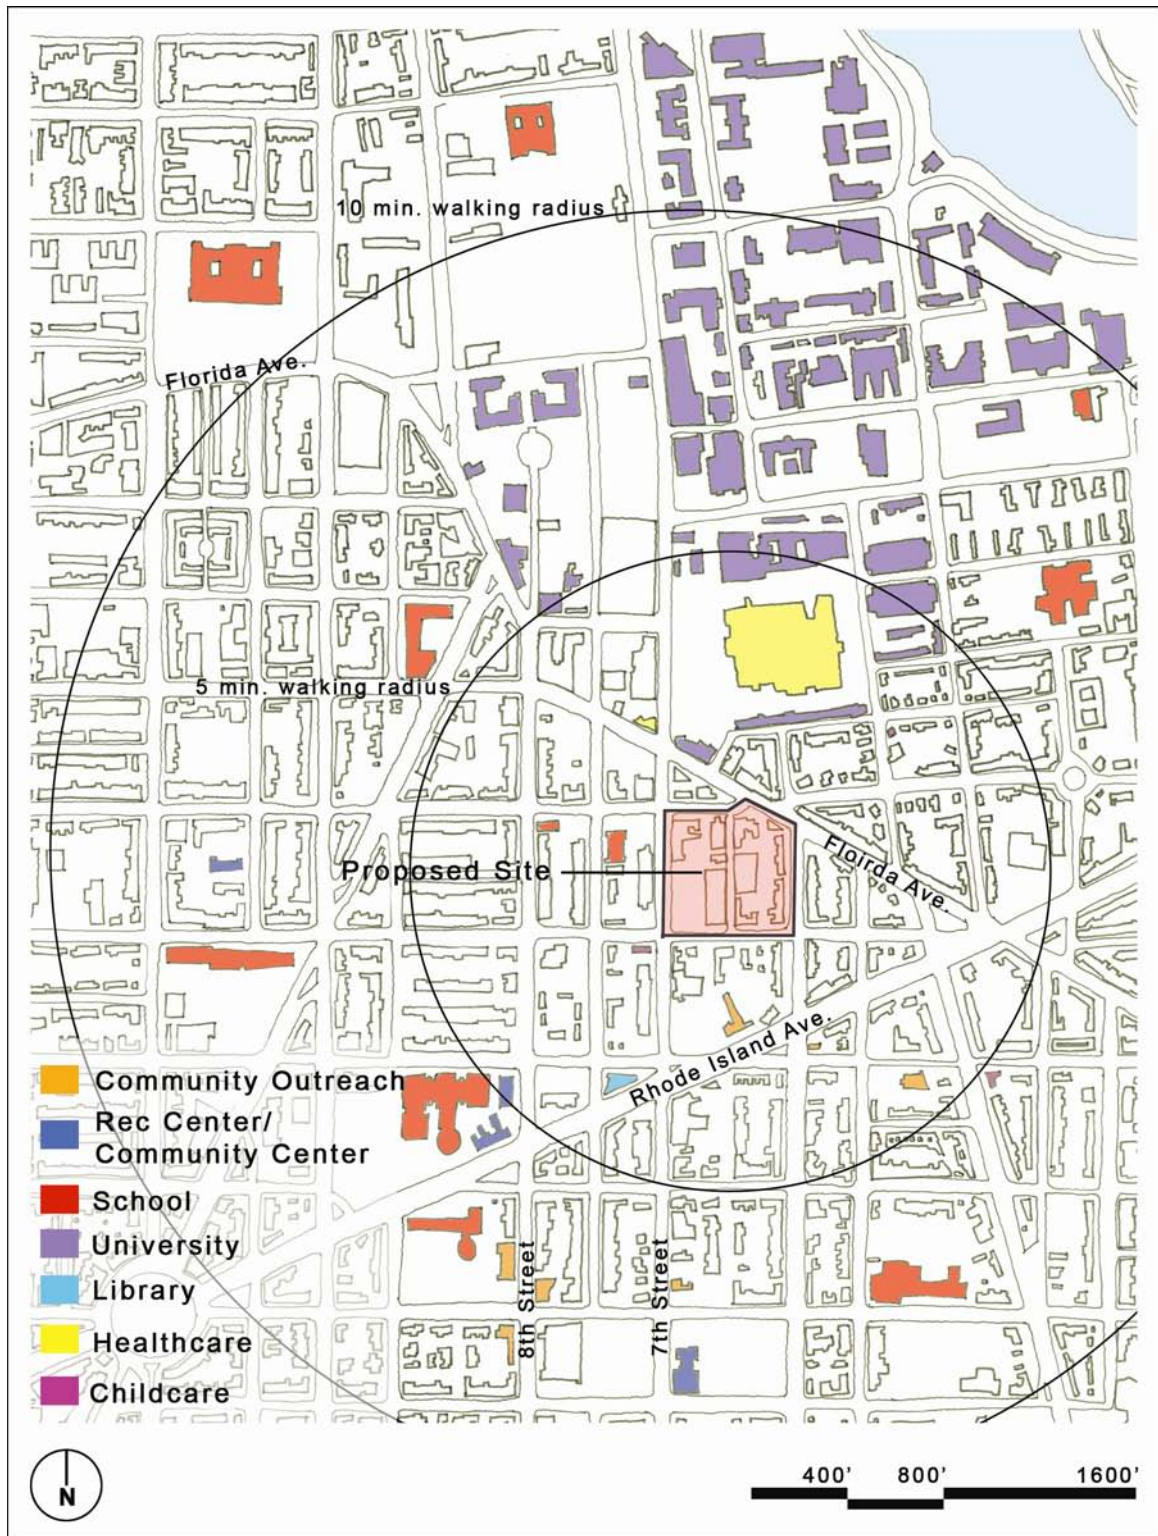 10 min. walking radius
Florida Ave.
5 min. walking radius
Proposed Site
Floirda Ave.
Rhode Island Ave.
Community Outreach
Rec Center/
Community Center
School
University
Library
Healthcare
Childcare
8th Street
7th Street
N
400' 800' 1600'